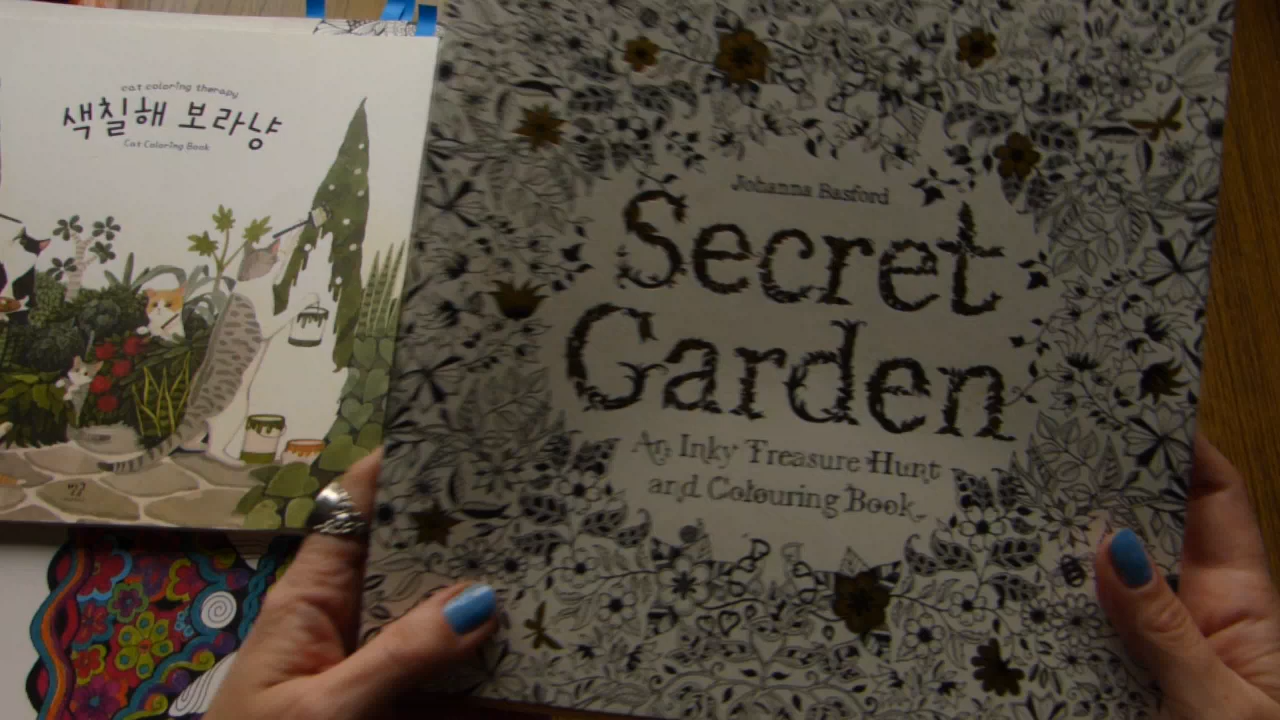 cat coloring therapy
색칠해 보라냥
Cat Coloring Book
Johanna Basford
Secret
Garden
An Inky Treasure Hunt
and Colouring Book